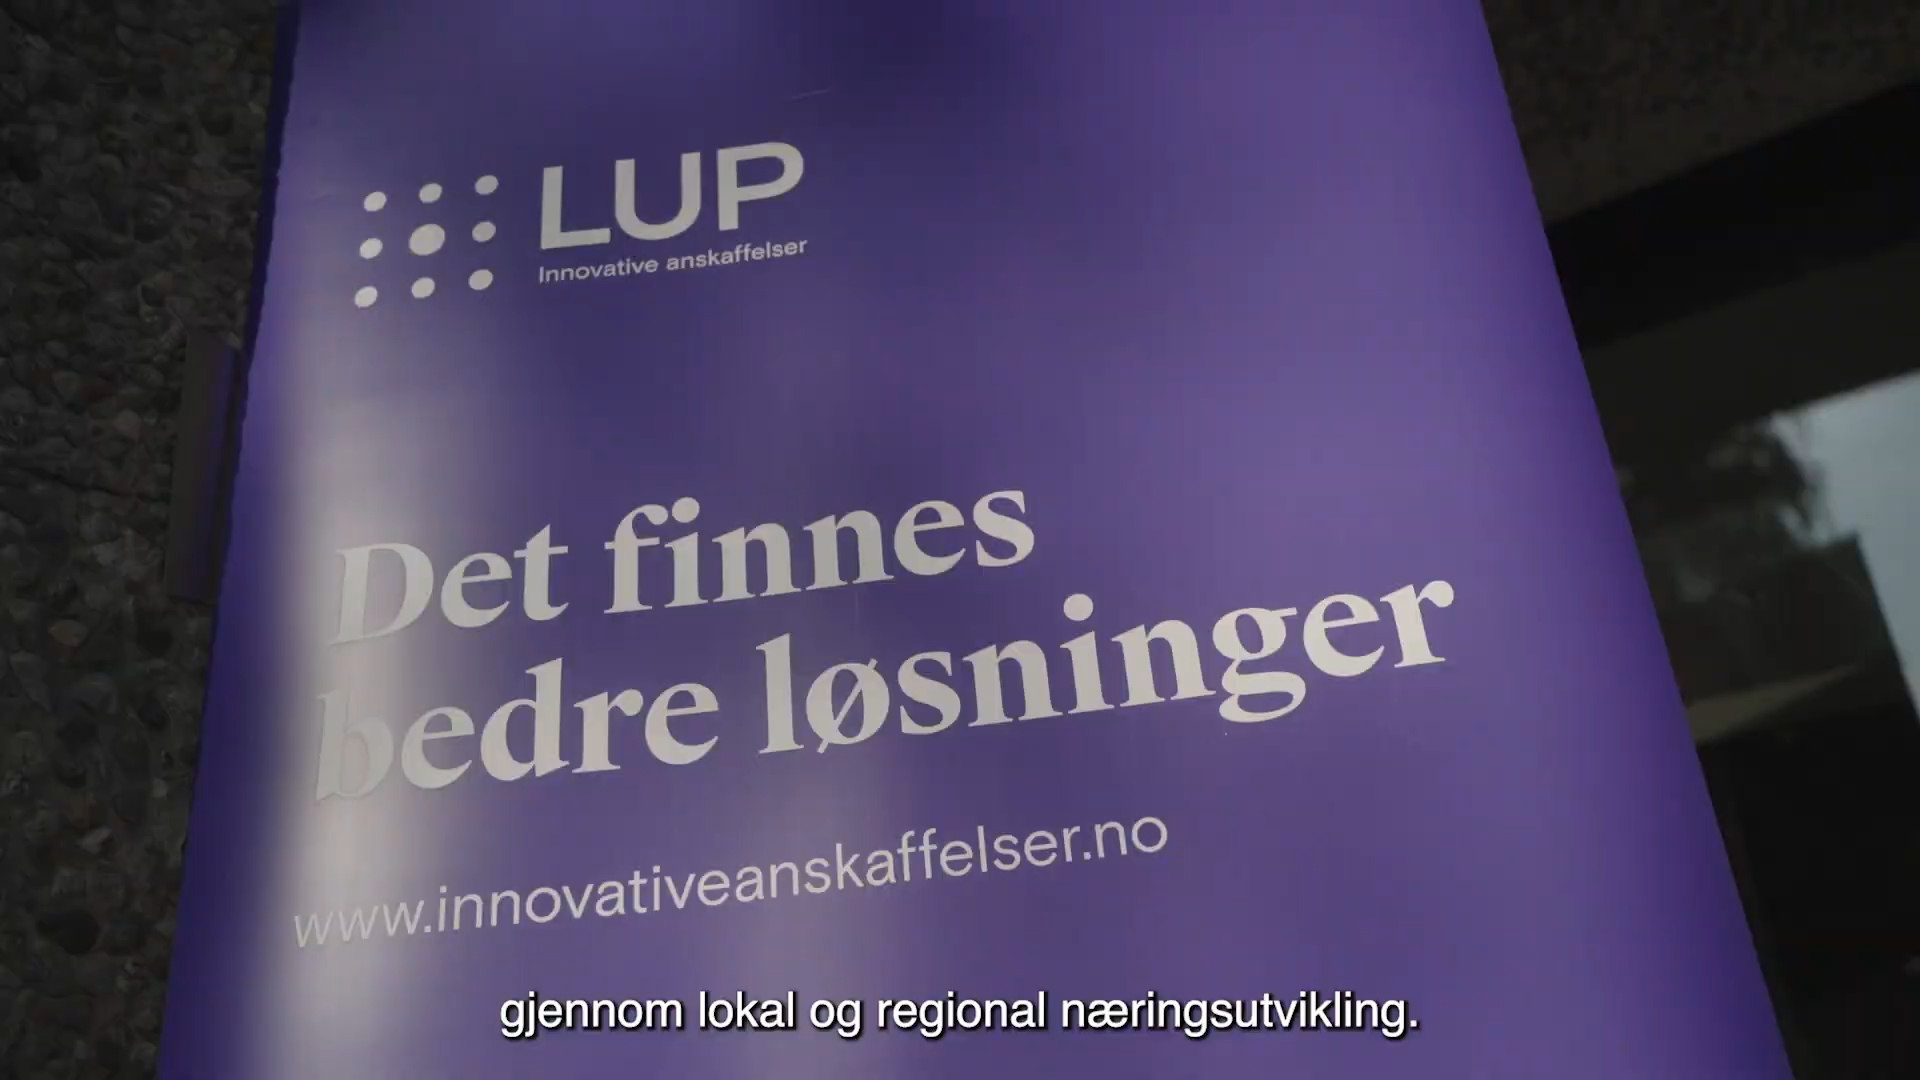 LUP
Innovative anskaffelser
Det finnes
bedre løsninger
www.innovativeanskaffelser.no
gjennom lokal og regional næringsutvikling.